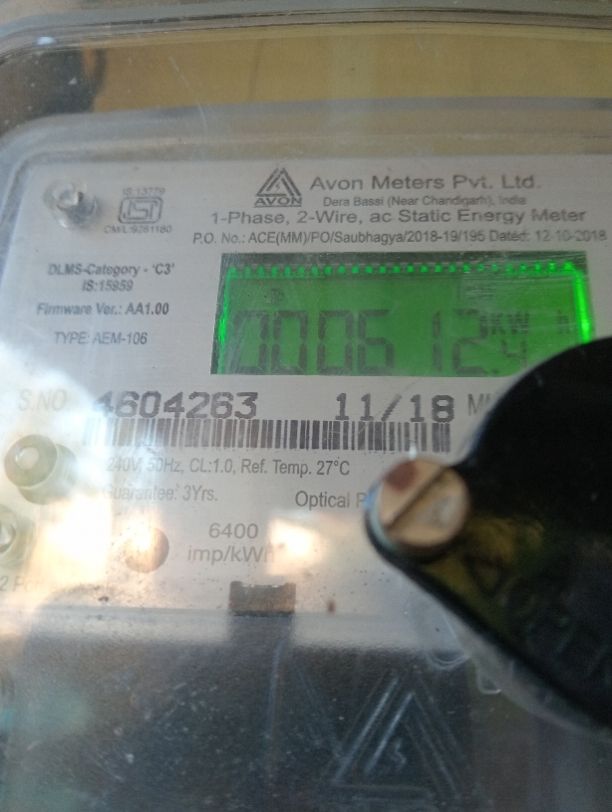 IS:13779
ISI
CM/L:9261180
AVON
Avon Meters Pvt. Ltd.
Dera Bassi (Near Chandigarh), India
1-Phase, 2-Wire, ac Static Energy Meter
P.O. No.: ACE(MM)/PO/Saubhagya/2018-19/195 Dated: 12-10-2018
DLMS-Category - 'C3'
IS:15959
Firmware Ver.: AA1.00
TYPE: AEM-106
000612.4 kW h
S.NO 4604263 11/18
240V, 50Hz, CL:1.0, Ref. Temp. 27°C
Guarantee: 3Yrs.
Optical
6400
imp/kWh